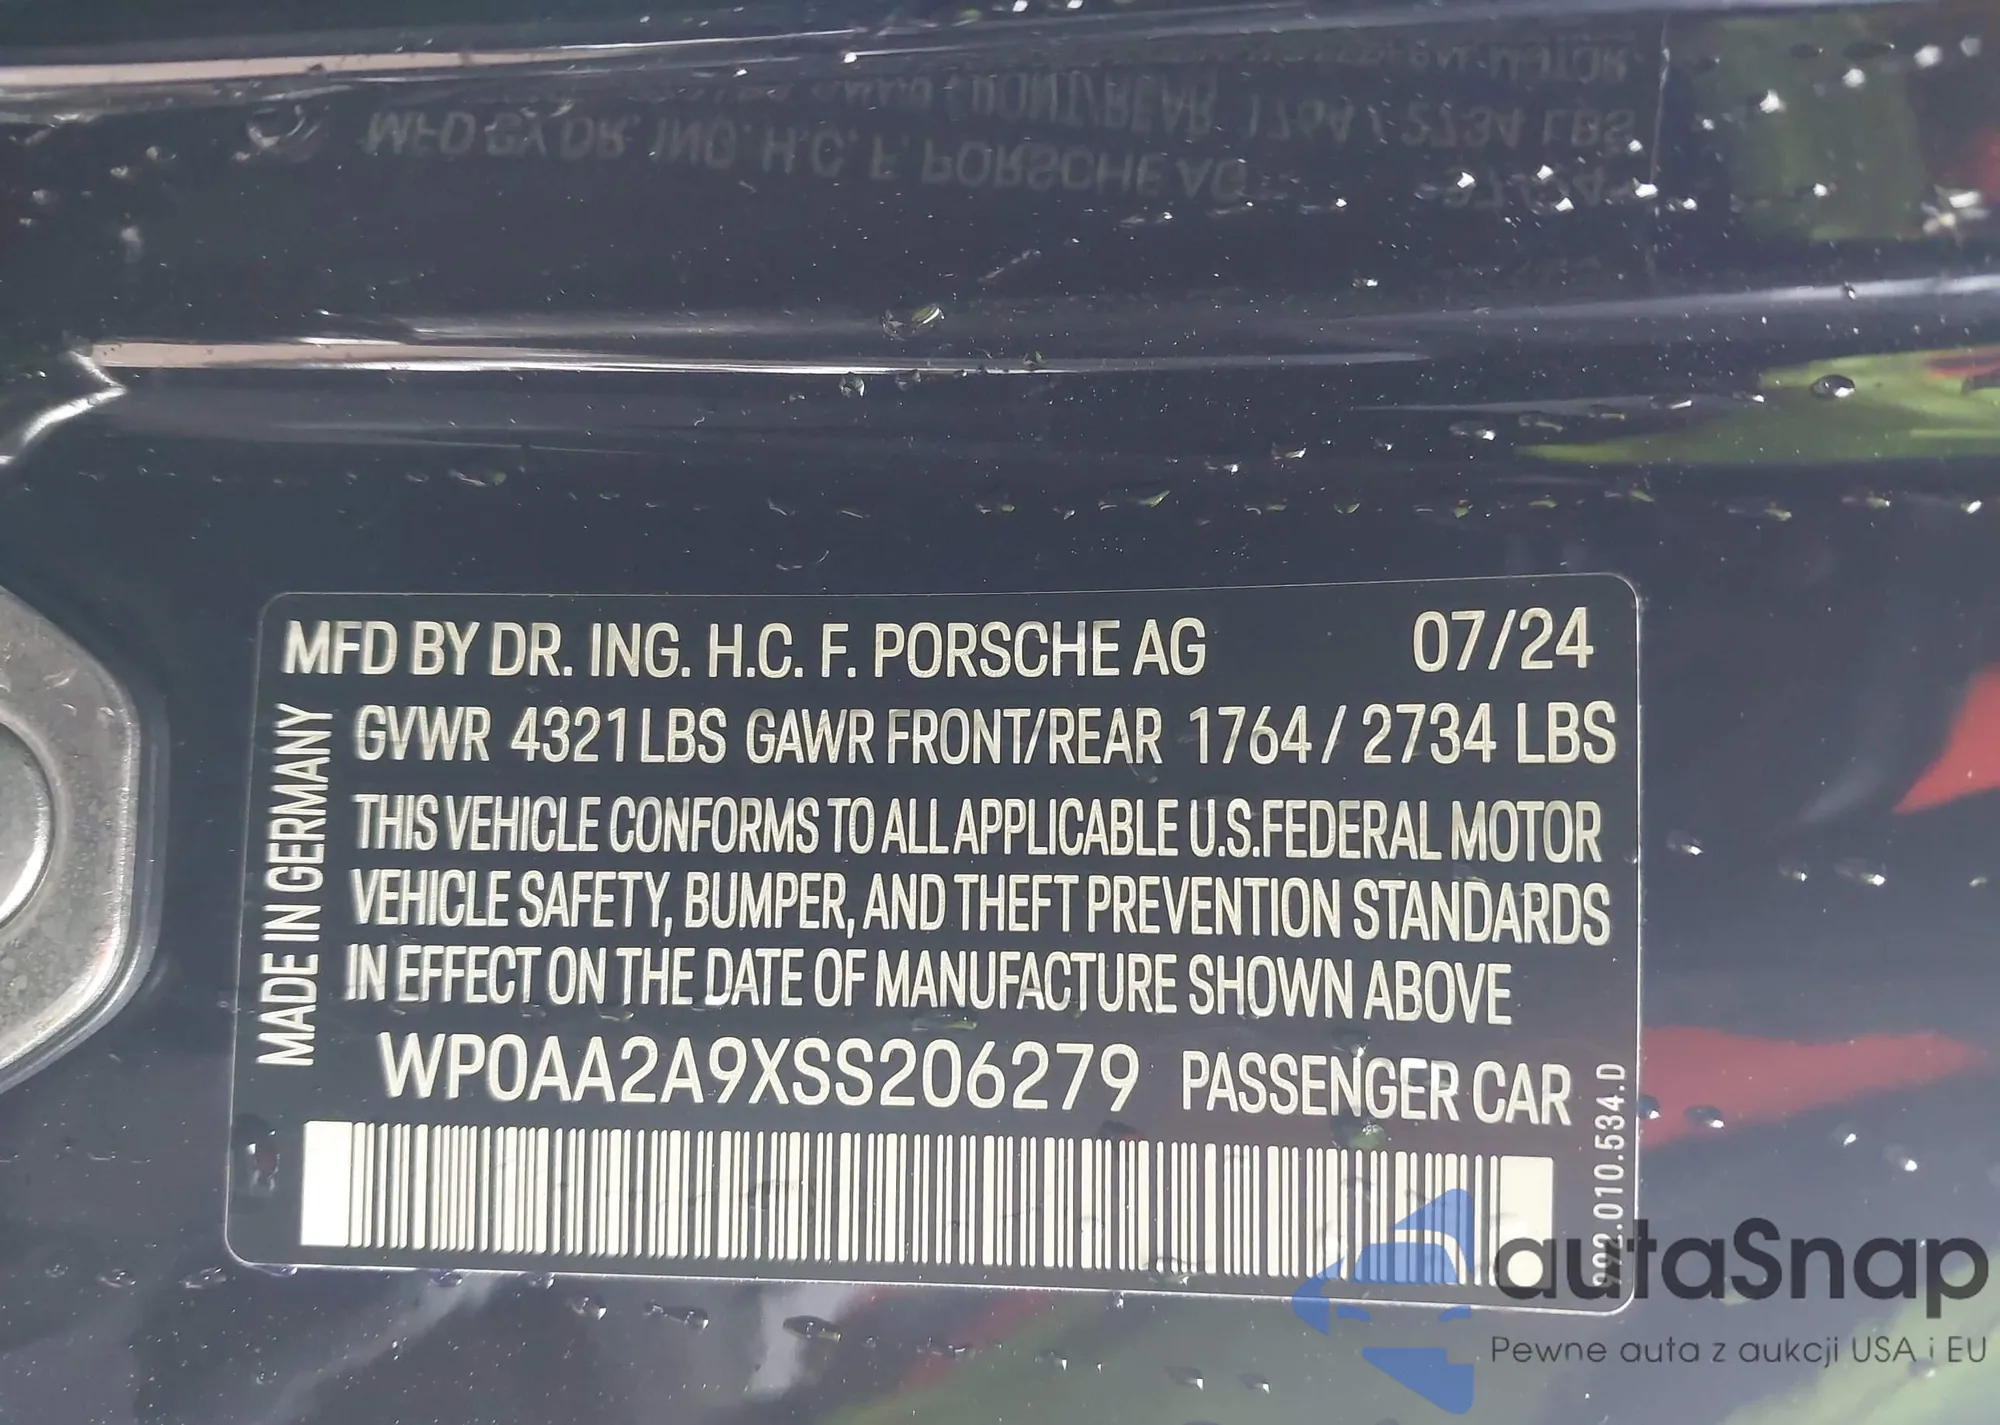 MFD BY DR. ING. H.C. F. PORSCHE AG 07/24
GVWR 4321 LBS GAWR FRONT/REAR 1764 / 2734 LBS
THIS VEHICLE CONFORMS TO ALL APPLICABLE U.S.FEDERAL MOTOR
VEHICLE SAFETY, BUMPER, AND THEFT PREVENTION STANDARDS
IN EFFECT ON THE DATE OF MANUFACTURE SHOWN ABOVE
WP0AA2A9XSS206279 PASSENGER CAR
MADE IN GERMANY
992.010.534.D
autaSnap
Pewne auta z aukcji USA i EU